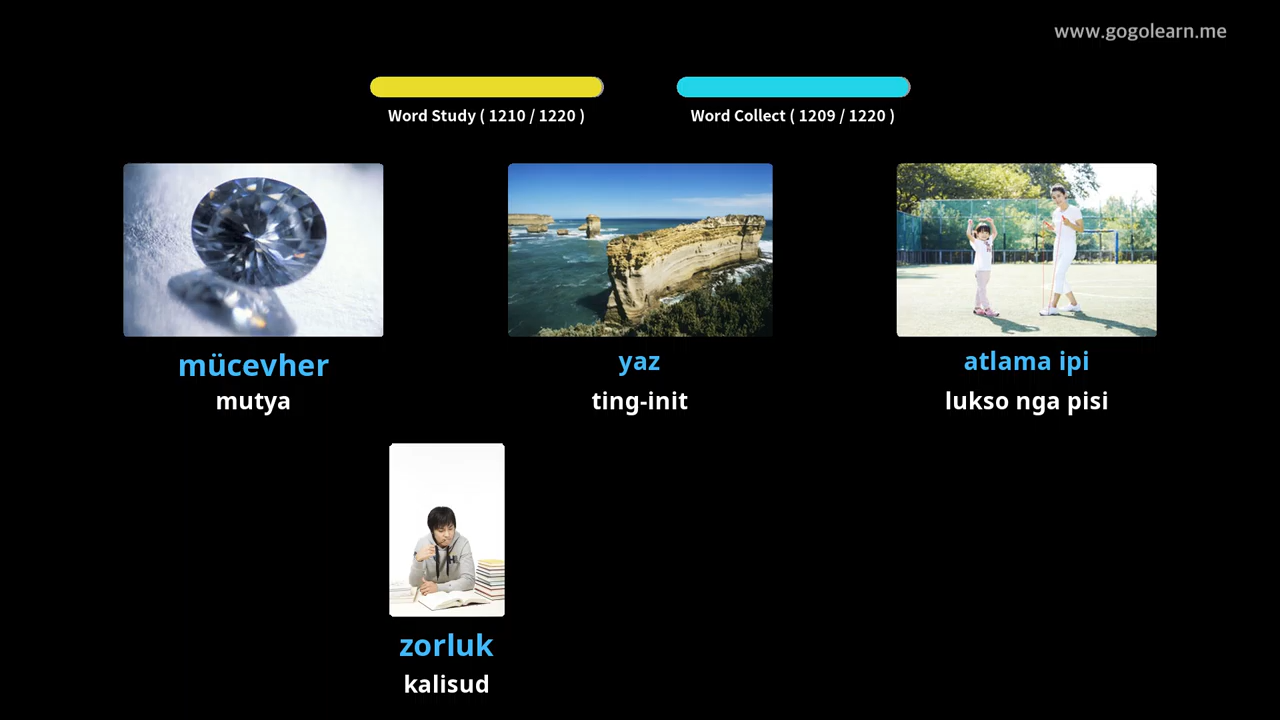 www.gogolearn.me
Word Study ( 1210 / 1220 )
Word Collect ( 1209 / 1220 )
mücevher
mutya
yaz
ting-init
atlama ipi
lukso nga pisi
zorluk
kalisud